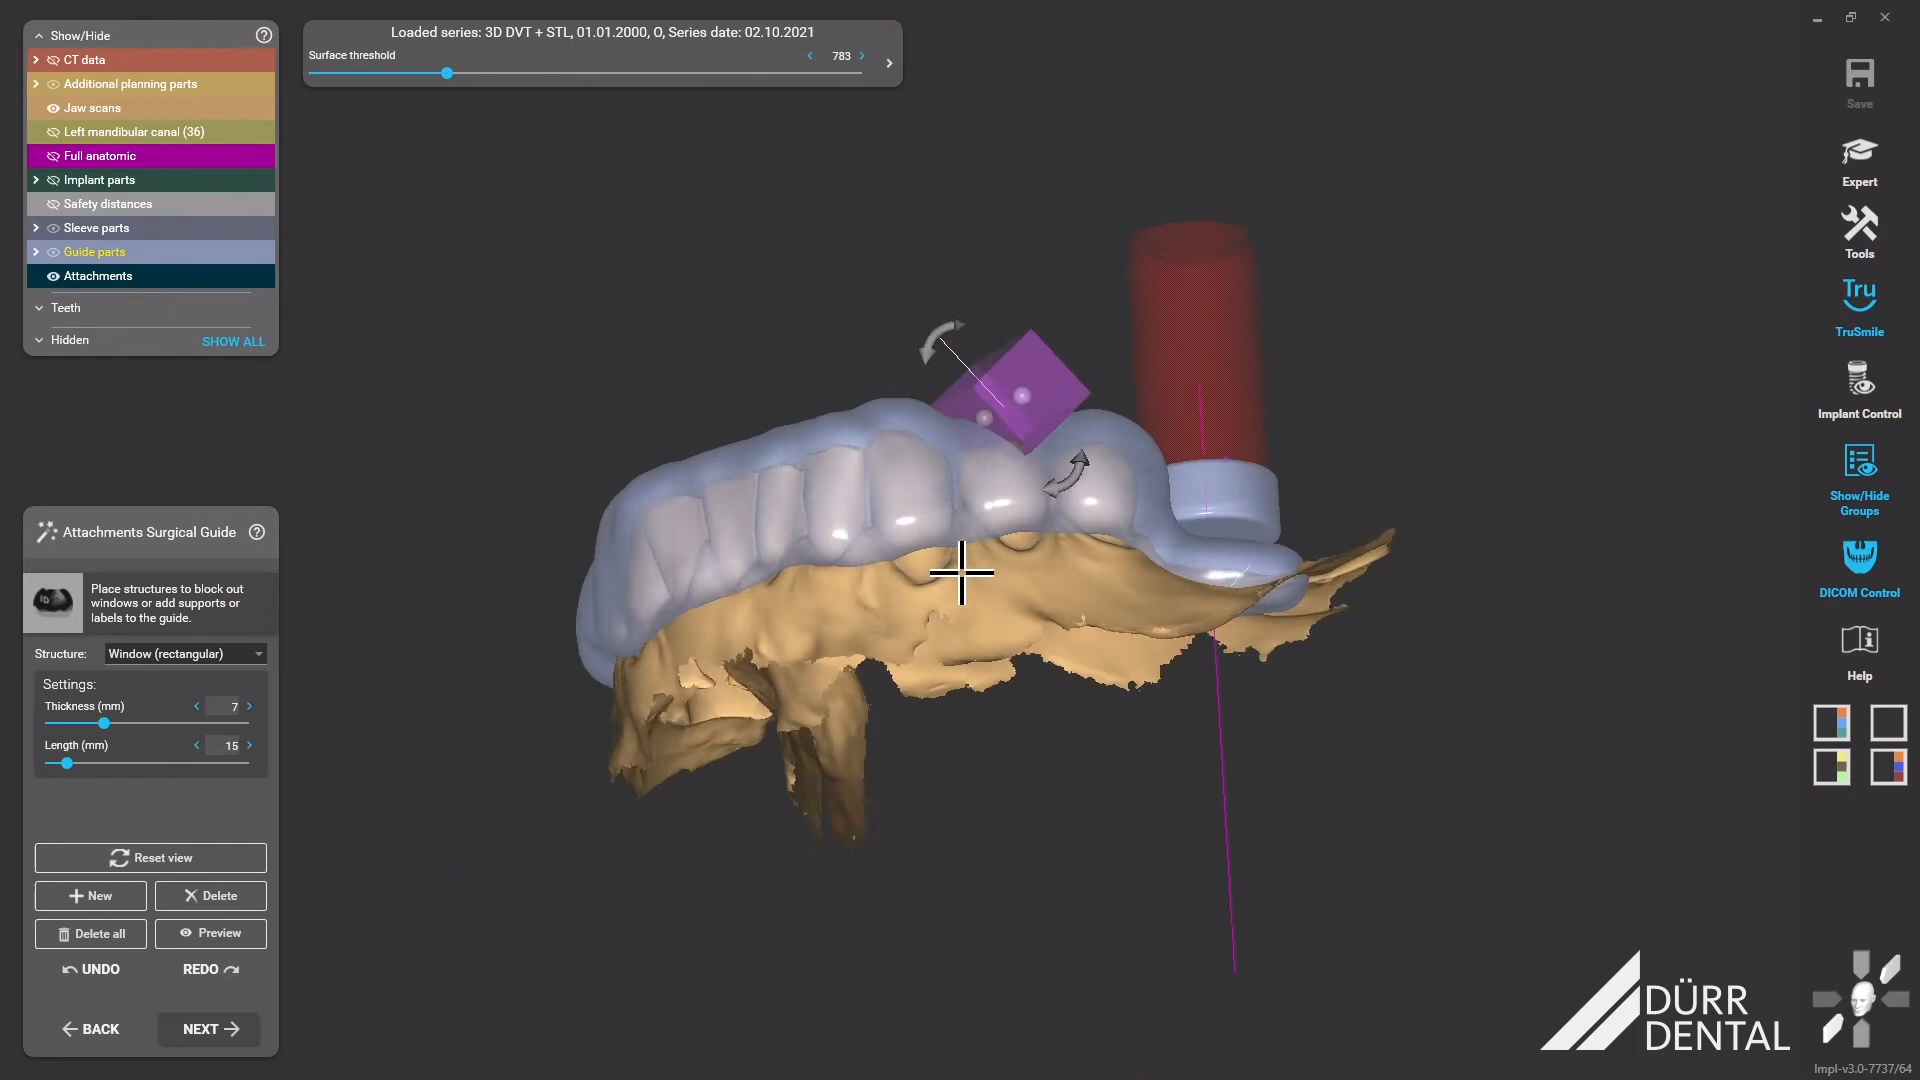 Show/Hide
CT data
Additional planning parts
Jaw scans
Left mandibular canal (36)
Full anatomic
Implant parts
Safety distances
Sleeve parts
Guide parts
Attachments
Teeth
Hidden SHOW ALL
Loaded series: 3D DVT + STL, 01.01.2000, O, Series date: 02.10.2021
Surface threshold 783
Attachments Surgical Guide
Place structures to block out
windows or add supports or
labels to the guide.
Structure: Window (rectangular)
Settings:
Thickness (mm) 7
Length (mm) 15
Reset view
New Delete
Delete all Preview
UNDO REDO
BACK NEXT
Save
Expert
Tools
Tru
TruSmile
Implant Control
Show/Hide
Groups
DICOM Control
Help
DÜRR
DENTAL
Impl-v3.0-7737/64